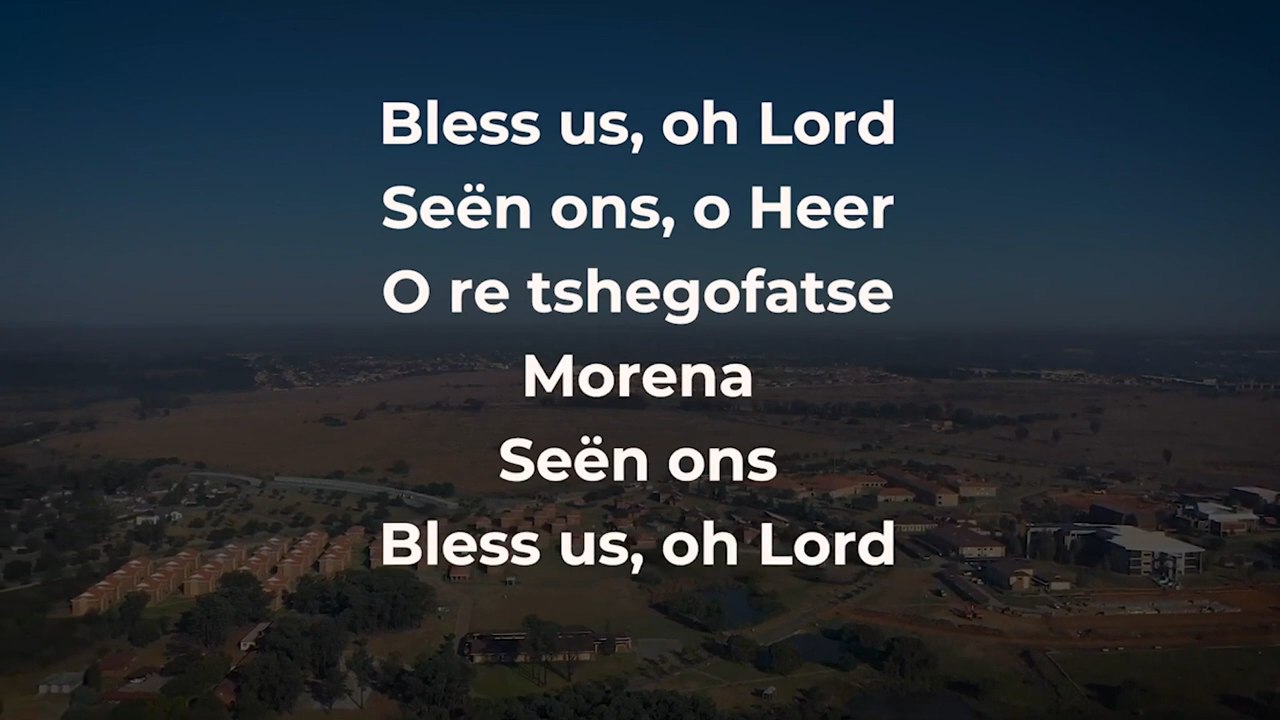 Bless us, oh Lord
Seën ons, o Heer
O re tshegofatse
Morena
Seën ons
Bless us, oh Lord